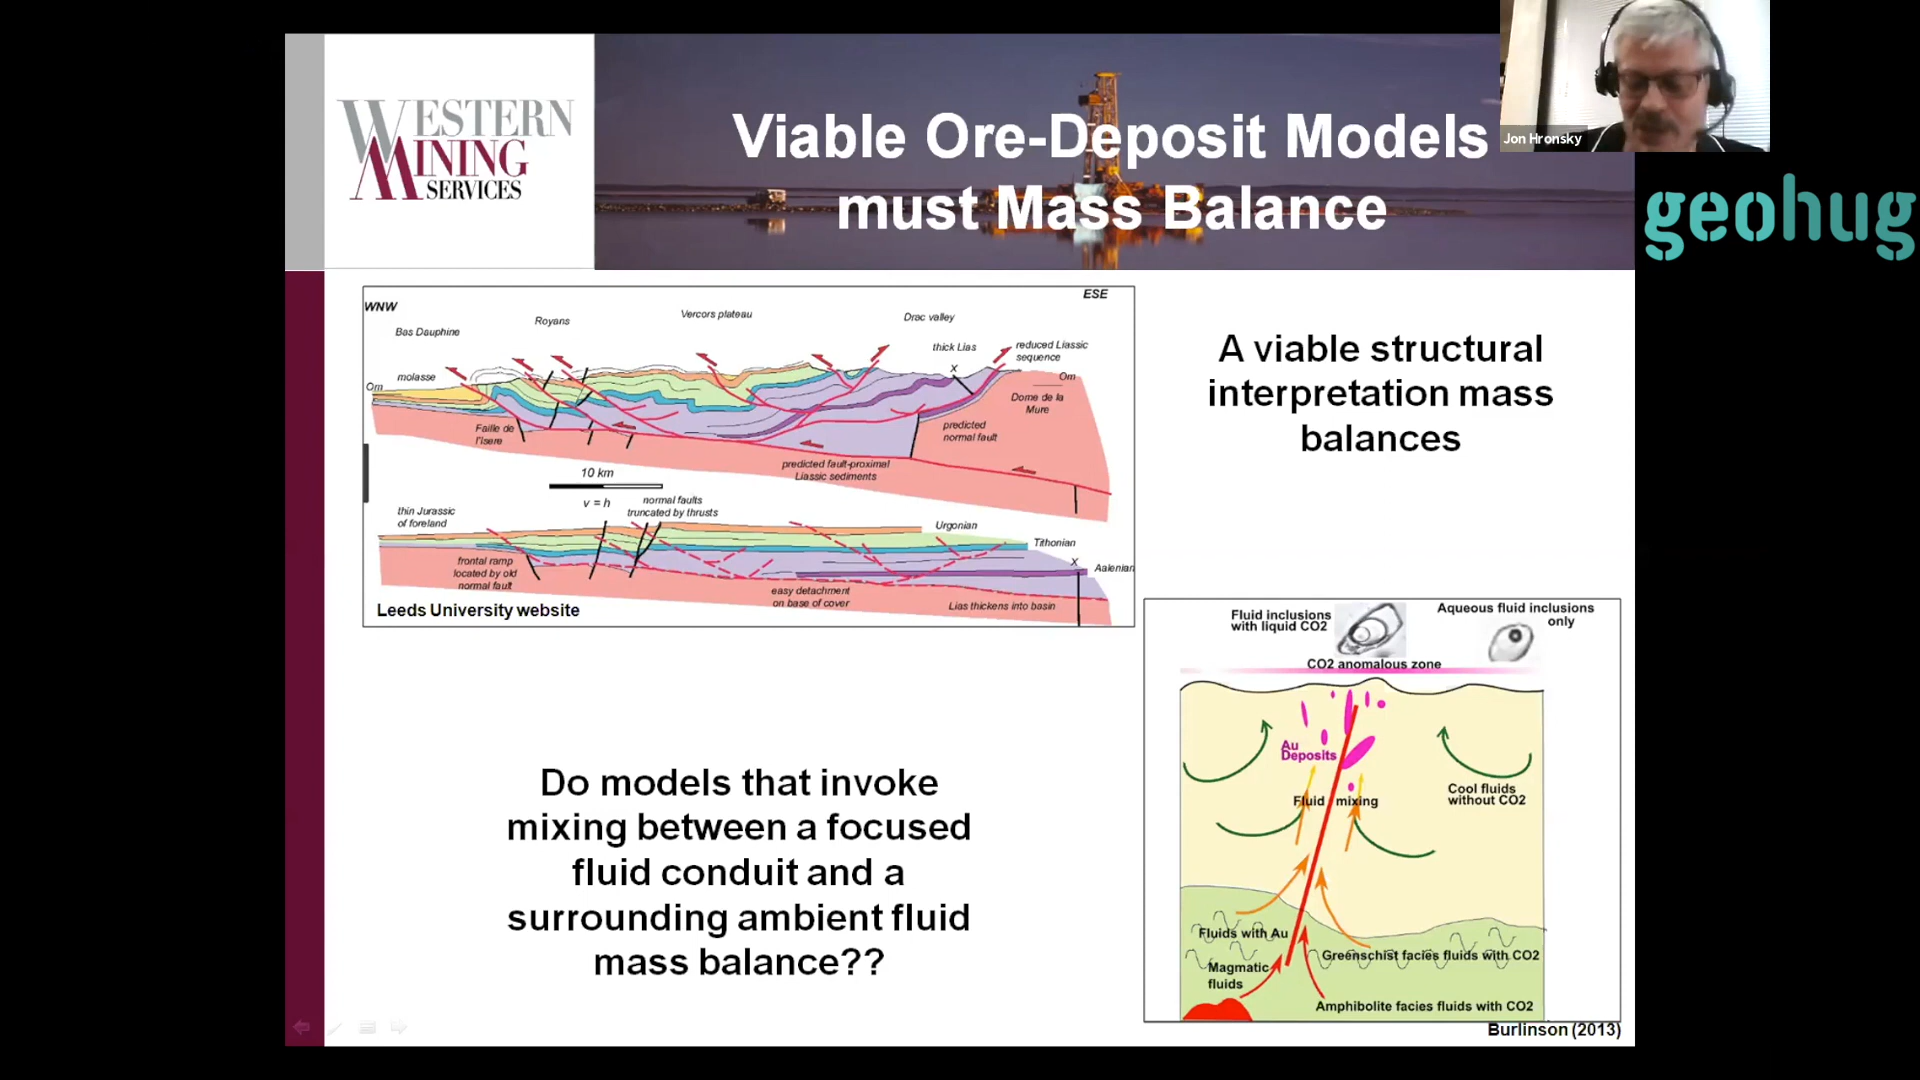 WESTERN
MINING
SERVICES
Viable Ore-Deposit Models
must Mass Balance
Jon Hronsky
geohug
WNW
ESE
Bas Dauphine
Royans
Vercors plateau
Drac valley
thick Lias
reduced Liassic
sequence
molasse
Om
X
Om
Dome de la
Mure
Faille de
l'Isere
predicted
normal fault
predicted fault-proximal
Liassic sediments
10 km
v = h
normal faults
truncated by thrusts
thin Jurassic
of foreland
Urgonian
Tithonian
X
Aalenian
frontal ramp
located by old
normal fault
easy detachment
on base of cover
Lias thickens into basin
Leeds University website
A viable structural
interpretation mass
balances
Do models that invoke
mixing between a focused
fluid conduit and a
surrounding ambient fluid
mass balance??
Fluid inclusions
with liquid CO2
Aqueous fluid inclusions
only
CO2 anomalous zone
Au
Deposits
Cool fluids
without CO2
Fluid mixing
Fluids with Au
Greenschist facies fluids with CO2
Magmatic
fluids
Amphibolite facies fluids with CO2
Burlinson (2013)